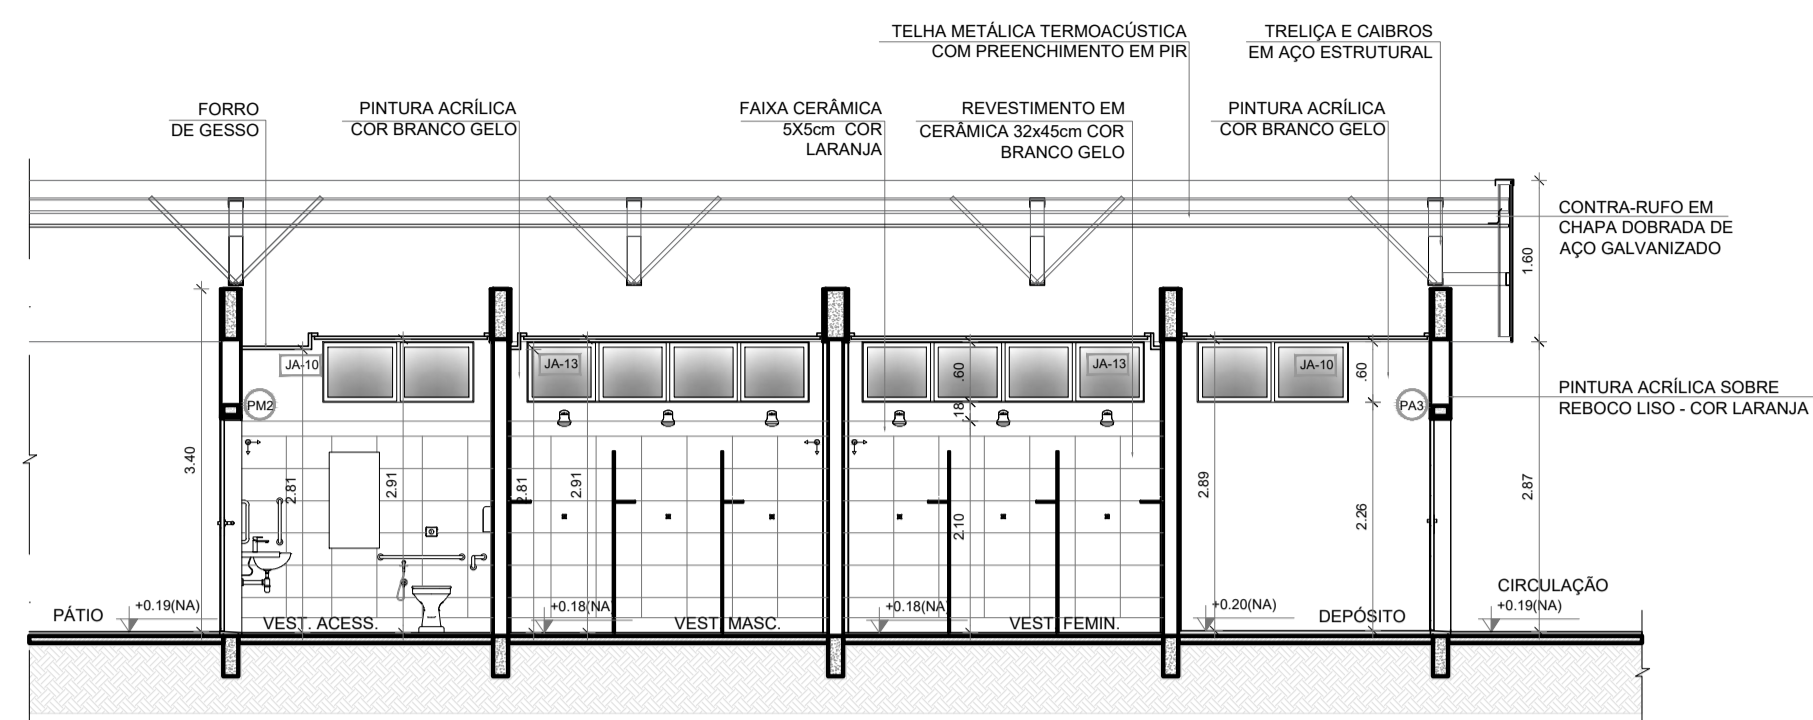 TELHA METÁLICA TERMOACÚSTICA
COM PREENCHIMENTO EM PIR
TRELIÇA E CAIBROS
EM AÇO ESTRUTURAL
FORRO
DE GESSO
PINTURA ACRÍLICA
COR BRANCO GELO
FAIXA CERÂMICA
5X5cm COR
LARANJA
REVESTIMENTO EM
CERÂMICA 32x45cm COR
BRANCO GELO
PINTURA ACRÍLICA
COR BRANCO GELO
CONTRA-RUFO EM
CHAPA DOBRADA DE
AÇO GALVANIZADO
1.60
JA-10
JA-13
.60
JA-13
JA-10
.60
PM2
.18
PA3
PINTURA ACRÍLICA SOBRE
REBOCO LISO - COR LARANJA
3.40
2.81
2.91
2.81
2.91
2.10
2.89
2.26
2.87
PÁTIO
+0.19(NA)
VEST. ACESS.
+0.18(NA)
VEST. MASC.
+0.18(NA)
VEST. FEMIN.
+0.20(NA)
DEPÓSITO
CIRCULAÇÃO
+0.19(NA)